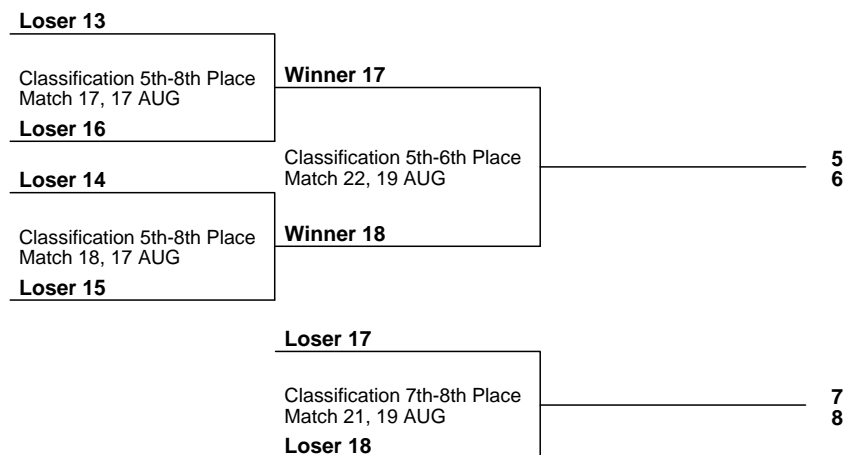 Loser 13
Classification 5th-8th Place
Match 17, 17 AUG
Loser 16
Winner 17
Classification 5th-6th Place
Match 22, 19 AUG
5
6
Loser 14
Classification 5th-8th Place
Match 18, 17 AUG
Loser 15
Winner 18
Loser 17
Classification 7th-8th Place
Match 21, 19 AUG
7
8
Loser 18